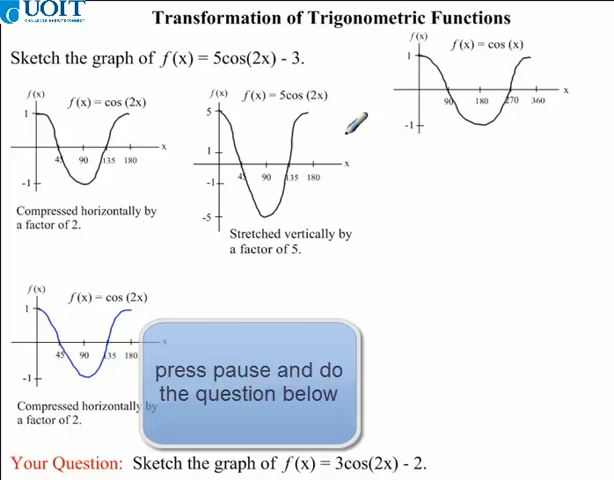 UOIT
Transformation of Trigonometric Functions
Sketch the graph of f(x) = 5cos(2x) - 3.
f(x)
f(x) = cos (x)
1
x
90
180
270
360
-1
f(x)
f(x) = cos (2x)
1
x
45
90
135
180
-1
Compressed horizontally by
a factor of 2.
f(x)
f(x) = 5cos (2x)
5
1
x
45
90
135
180
-1
-5
Stretched vertically by
a factor of 5.
f(x)
f(x) = cos (2x)
1
x
45
90
135
180
-1
Compressed horizontally by
a factor of 2.
press pause and do
the question below
Your Question: Sketch the graph of f(x) = 3cos(2x) - 2.